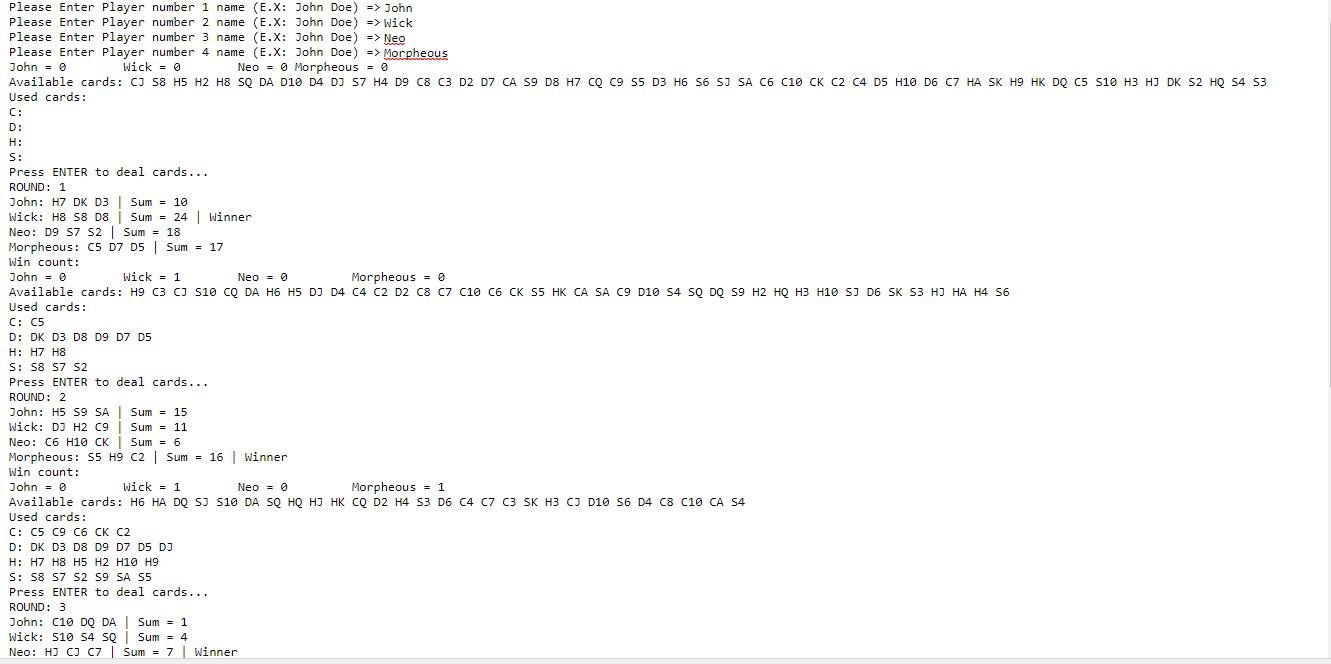 Please Enter Player number 1 name (E.X: John Doe) => John
Please Enter Player number 2 name (E.X: John Doe) => Wick
Please Enter Player number 3 name (E.X: John Doe) => Neo
Please Enter Player number 4 name (E.X: John Doe) => Morpheous
John = 0 Wick = 0 Neo = 0 Morpheous = 0
Available cards: CJ S8 H5 H2 H8 SQ DA D10 D4 DJ S7 H4 D9 C8 C3 D2 D7 CA S9 D8 H7 CQ C9 S5 D3 H6 S6 SJ SA C6 C10 CK C2 C4 D5 H10 D6 C7 HA SK H9 HK DQ C5 S10 H3 HJ DK S2 HQ S4 S3
Used cards:
C:
D:
H:
S:
Press ENTER to deal cards...
ROUND: 1
John: H7 DK D3 | Sum = 10
Wick: H8 S8 D8 | Sum = 24 | Winner
Neo: D9 S7 S2 | Sum = 18
Morpheous: C5 D7 D5 | Sum = 17
Win count:
John = 0 Wick = 1 Neo = 0 Morpheous = 0
Available cards: H9 C3 CJ S10 CQ DA H6 H5 DJ D4 C4 C2 D2 C8 C7 C10 C6 CK S5 HK CA SA C9 D10 S4 SQ DQ S9 H2 HQ H3 H10 SJ D6 SK S3 HJ HA H4 S6
Used cards:
C: C5
D: DK D3 D8 D9 D7 D5
H: H7 H8
S: S8 S7 S2
Press ENTER to deal cards...
ROUND: 2
John: H5 S9 SA | Sum = 15
Wick: DJ H2 C9 | Sum = 11
Neo: C6 H10 CK | Sum = 6
Morpheous: S5 H9 C2 | Sum = 16 | Winner
Win count:
John = 0 Wick = 1 Neo = 0 Morpheous = 1
Available cards: H6 HA DQ SJ S10 DA SQ HQ HJ HK CQ D2 H4 S3 D6 C4 C7 C3 SK H3 CJ D10 S6 D4 C8 C10 CA S4
Used cards:
C: C5 C9 C6 CK C2
D: DK D3 D8 D9 D7 D5 DJ
H: H7 H8 H5 H2 H10 H9
S: S8 S7 S2 S9 SA S5
Press ENTER to deal cards...
ROUND: 3
John: C10 DQ DA | Sum = 1
Wick: S10 S4 SQ | Sum = 4
Neo: HJ CJ C7 | Sum = 7 | Winner